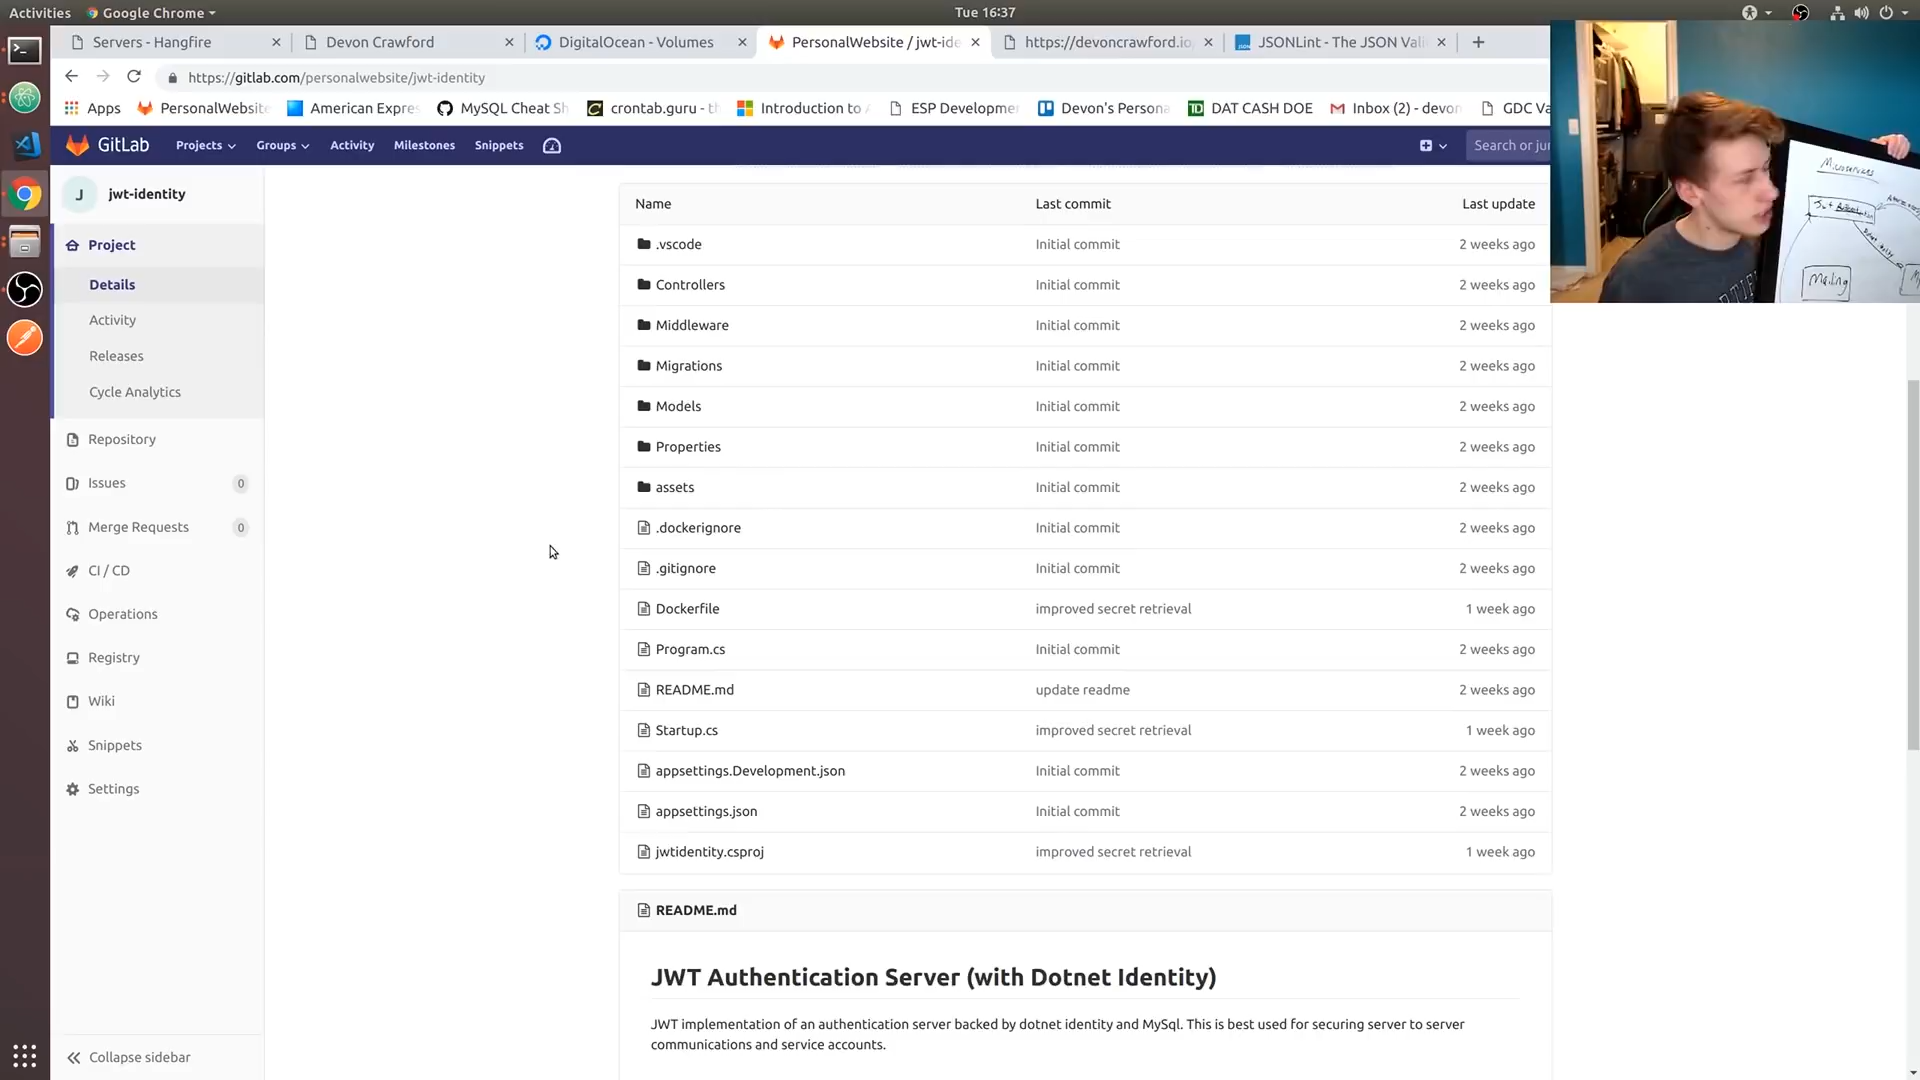 Activities
Google Chrome
Tue 16:37
Servers - Hangfire
Devon Crawford
DigitalOcean - Volumes
PersonalWebsite / jwt-ide
https://devoncrawford.io
JSONLint - The JSON Vali
https://gitlab.com/personalwebsite/jwt-identity
Apps
PersonalWebsite
American Expre
MySQL Cheat Sh
crontab.guru - th
Introduction to A
ESP Developmen
Devon's Persona
DAT CASH DOE
Inbox (2) - devon
GDC Va
GitLab
Projects
Groups
Activity
Milestones
Snippets
Search or jum
J
jwt-identity
Project
Details
Activity
Releases
Cycle Analytics
Repository
Issues 0
Merge Requests 0
CI / CD
Operations
Registry
Wiki
Snippets
Settings
Collapse sidebar
Name Last commit Last update
.vscode Initial commit 2 weeks ago
Controllers Initial commit 2 weeks ago
Middleware Initial commit 2 weeks ago
Migrations Initial commit 2 weeks ago
Models Initial commit 2 weeks ago
Properties Initial commit 2 weeks ago
assets Initial commit 2 weeks ago
.dockerignore Initial commit 2 weeks ago
.gitignore Initial commit 2 weeks ago
Dockerfile improved secret retrieval 1 week ago
Program.cs Initial commit 2 weeks ago
README.md update readme 2 weeks ago
Startup.cs improved secret retrieval 1 week ago
appsettings.Development.json Initial commit 2 weeks ago
appsettings.json Initial commit 2 weeks ago
jwtidentity.csproj improved secret retrieval 1 week ago
README.md
JWT Authentication Server (with Dotnet Identity)
JWT implementation of an authentication server backed by dotnet identity and MySql. This is best used for securing server to server
communications and service accounts.
Microservices
Mailing